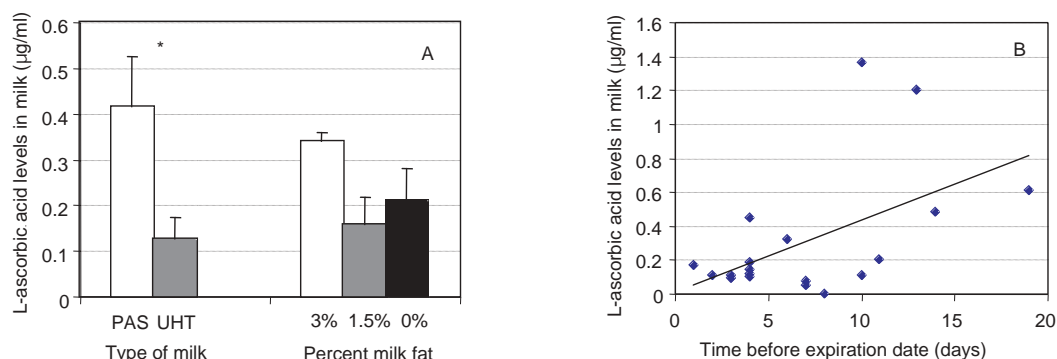 L-ascorbic acid levels in milk (μg/ml)
0.6
0.5
0.4
0.3
0.2
0.1
0
*
A
PAS UHT
3% 1.5% 0%
Type of milk
Percent milk fat
L-ascorbic acid levels in milk (μg/ml)
1.6
1.4
1.2
1
0.8
0.6
0.4
0.2
0
B
0 5 10 15 20
Time before expiration date (days)